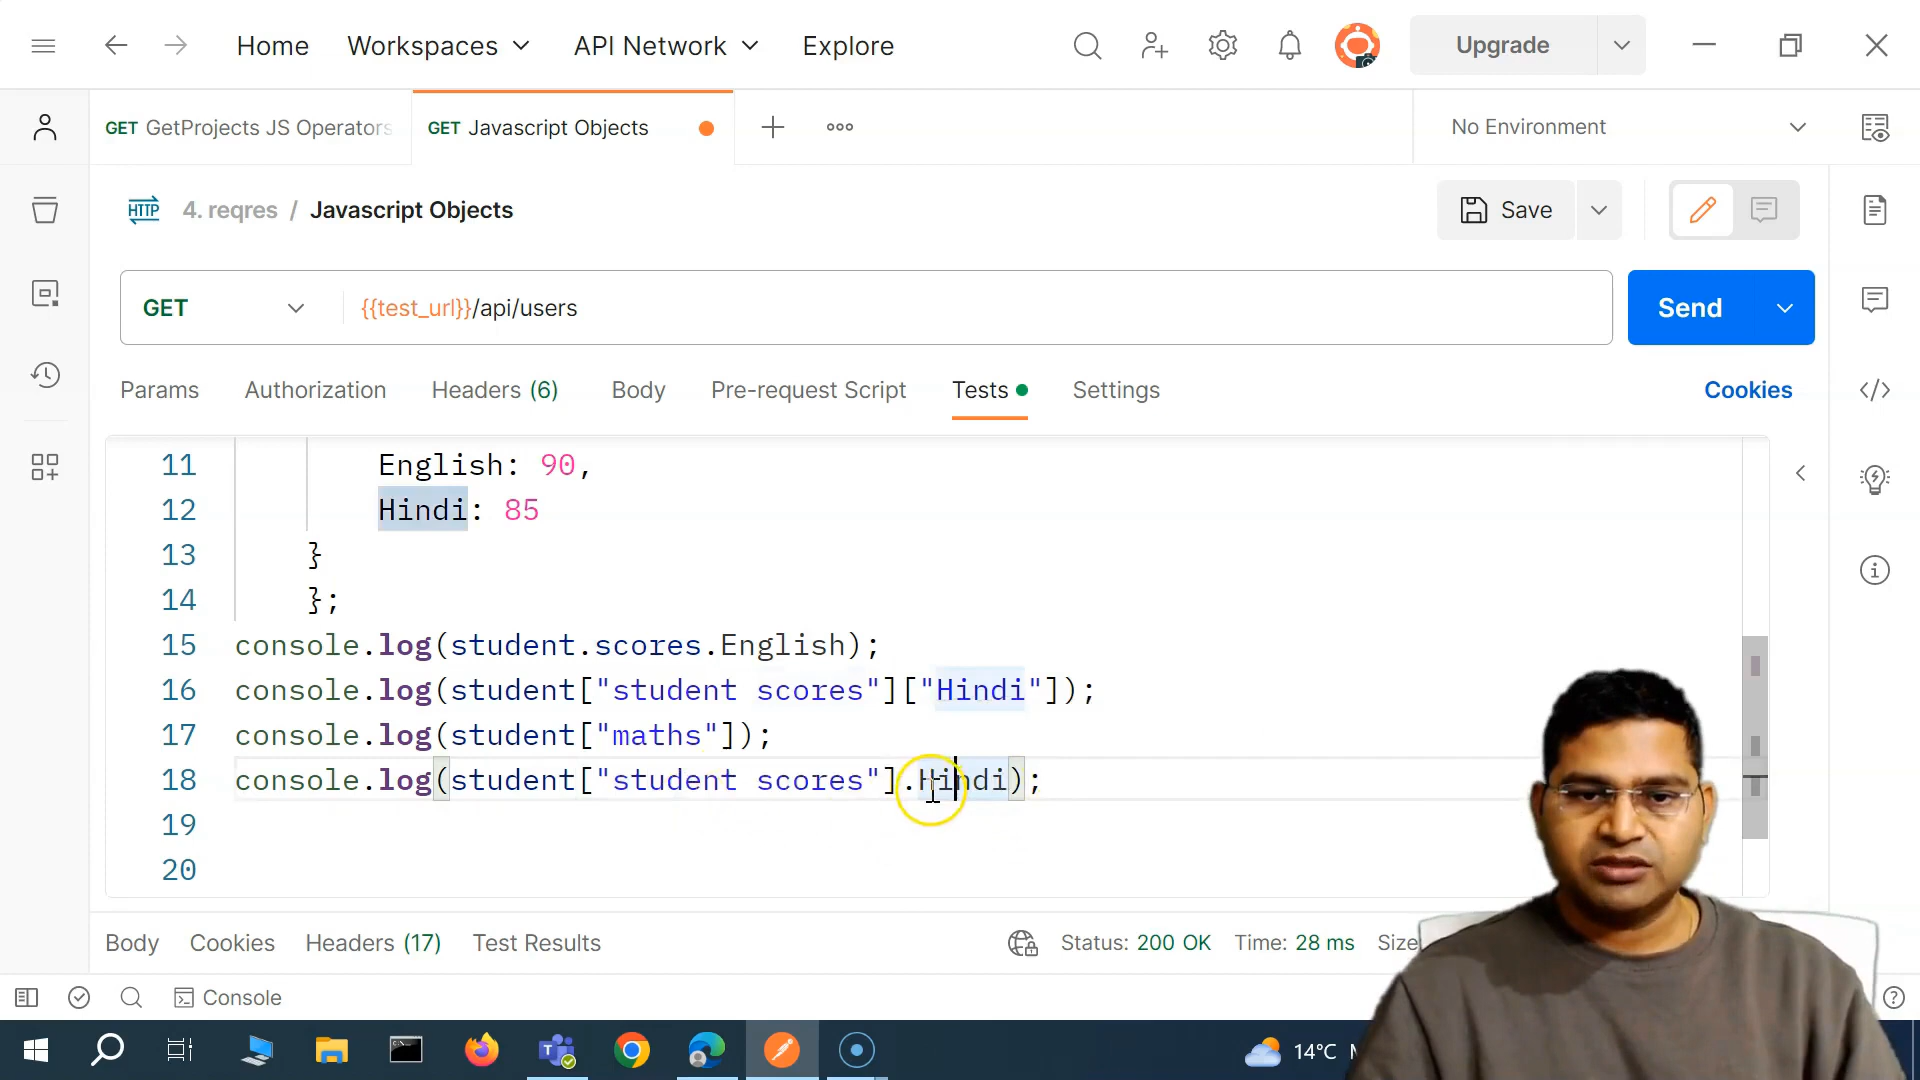 Home Workspaces API Network Explore Upgrade
GET GetProjects JS Operators GET Javascript Objects No Environment
HTTP 4. reqres / Javascript Objects Save
GET {{test_url}}/api/users Send
Params Authorization Headers (6) Body Pre-request Script Tests Settings Cookies
11 English: 90,
12 Hindi: 85
13 }
14 };
15 console.log(student.scores.English);
16 console.log(student["student scores"]["Hindi"]);
17 console.log(student["maths"]);
18 console.log(student["student scores"].Hindi);
19
20
Body Cookies Headers (17) Test Results Status: 200 OK Time: 28 ms Size
Console
14°C